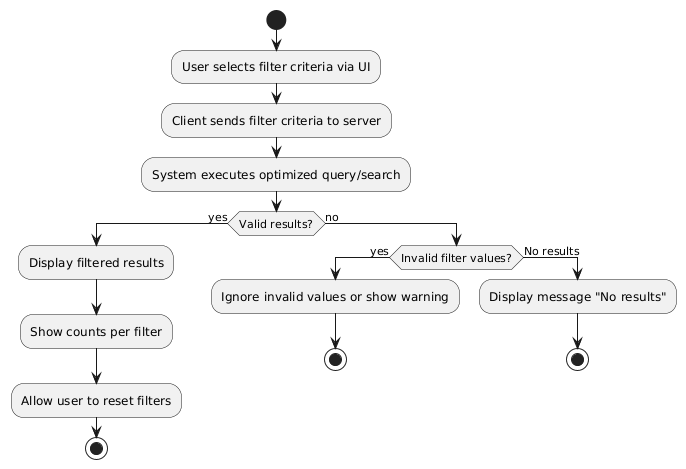 User selects filter criteria via UI
Client sends filter criteria to server
System executes optimized query/search
yes
Valid results?
no
Display filtered results
yes
Invalid filter values?
No results
Ignore invalid values or show warning
Display message "No results"
Show counts per filter
Allow user to reset filters